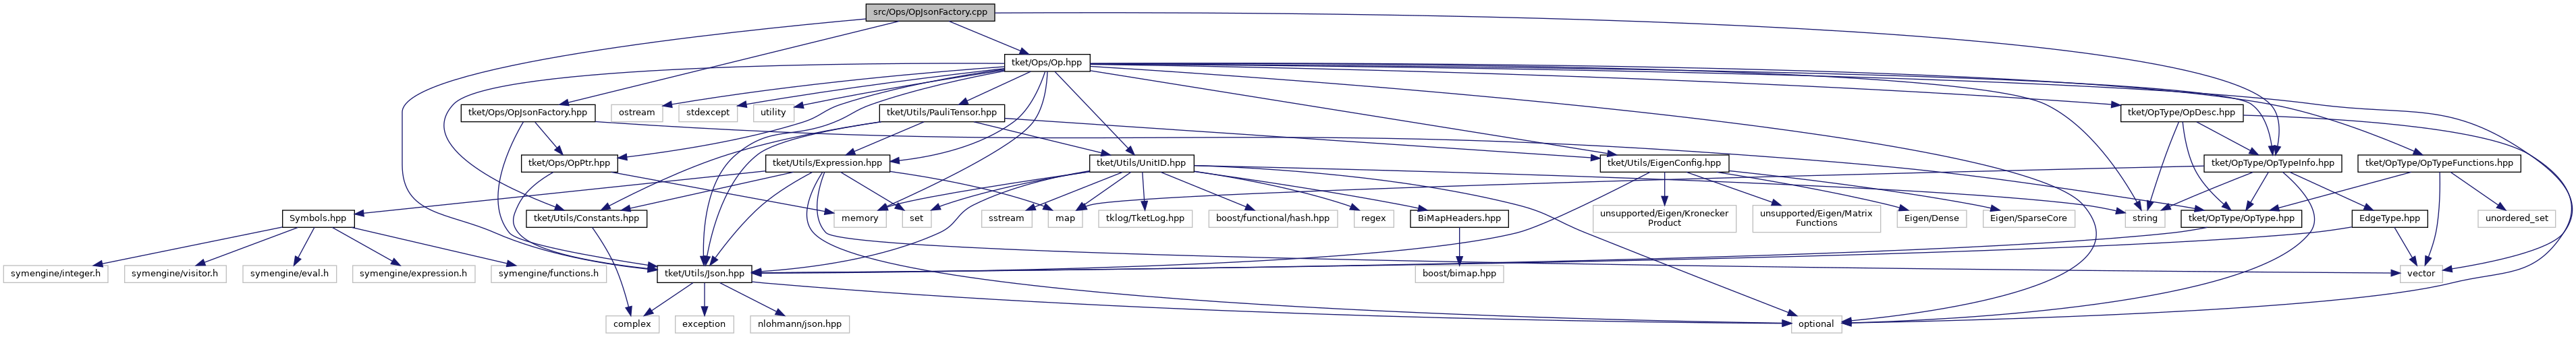 src/Ops/OpJsonFactory.cpp
tket/Ops/Op.hpp
tket/Ops/OpJsonFactory.hpp
ostream
stdexcept
utility
tket/Utils/PauliTensor.hpp
tket/OpType/OpDesc.hpp
tket/Ops/OpPtr.hpp
tket/Utils/Expression.hpp
tket/Utils/UnitID.hpp
tket/Utils/EigenConfig.hpp
tket/OpType/OpTypeInfo.hpp
tket/OpType/OpTypeFunctions.hpp
Symbols.hpp
tket/Utils/Constants.hpp
memory
set
sstream
map
tklog/TketLog.hpp
boost/functional/hash.hpp
regex
BiMapHeaders.hpp
unsupported/Eigen/Kronecker
Product
unsupported/Eigen/Matrix
Functions
Eigen/Dense
Eigen/SparseCore
string
tket/OpType/OpType.hpp
EdgeType.hpp
unordered_set
symengine/integer.h
symengine/visitor.h
symengine/eval.h
symengine/expression.h
symengine/functions.h
tket/Utils/Json.hpp
boost/bimap.hpp
vector
complex
exception
nlohmann/json.hpp
optional